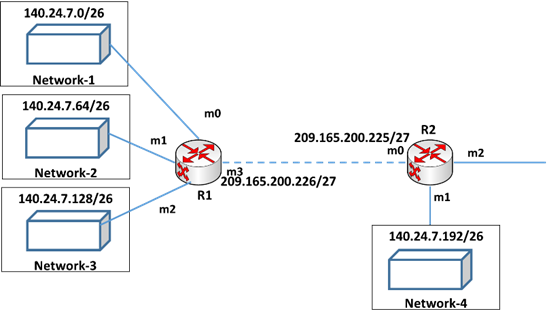 140.24.7.0/26
Network-1
m0
140.24.7.64/26
Network-2
m1
140.24.7.128/26
Network-3
m2
R1
m3
209.165.200.226/27
209.165.200.225/27
m0
R2
m2
m1
140.24.7.192/26
Network-4